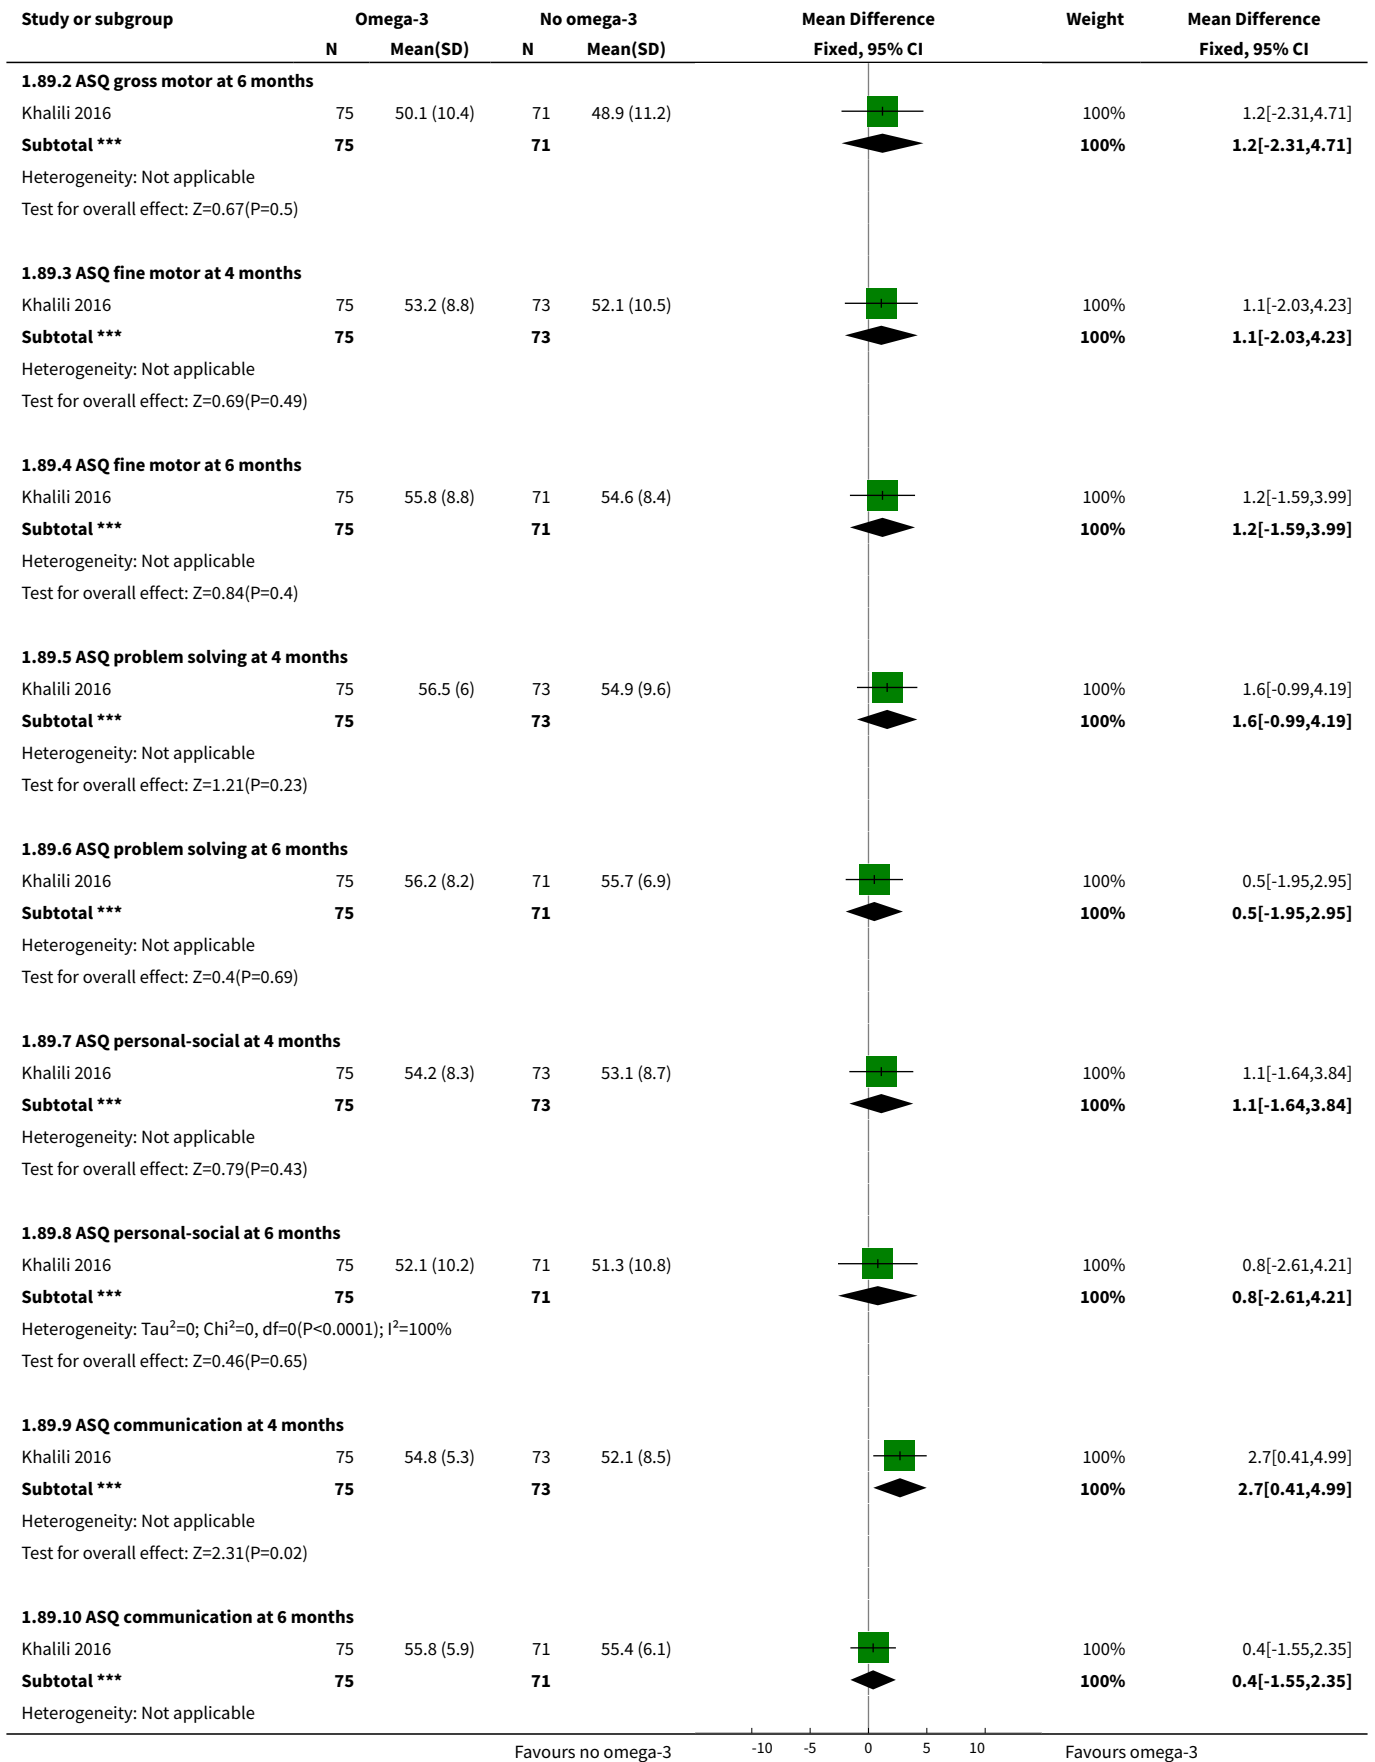 Study or subgroup Omega-3 No omega-3 Mean Difference Weight Mean Difference
N Mean(SD) N Mean(SD) Fixed, 95% CI Fixed, 95% CI
1.89.2 ASQ gross motor at 6 months
Khalili 2016 75 50.1 (10.4) 71 48.9 (11.2) 100% 1.2[-2.31,4.71]
Subtotal *** 75 71 100% 1.2[-2.31,4.71]
Heterogeneity: Not applicable
Test for overall effect: Z=0.67(P=0.5)
1.89.3 ASQ fine motor at 4 months
Khalili 2016 75 53.2 (8.8) 73 52.1 (10.5) 100% 1.1[-2.03,4.23]
Subtotal *** 75 73 100% 1.1[-2.03,4.23]
Heterogeneity: Not applicable
Test for overall effect: Z=0.69(P=0.49)
1.89.4 ASQ fine motor at 6 months
Khalili 2016 75 55.8 (8.8) 71 54.6 (8.4) 100% 1.2[-1.59,3.99]
Subtotal *** 75 71 100% 1.2[-1.59,3.99]
Heterogeneity: Not applicable
Test for overall effect: Z=0.84(P=0.4)
1.89.5 ASQ problem solving at 4 months
Khalili 2016 75 56.5 (6) 73 54.9 (9.6) 100% 1.6[-0.99,4.19]
Subtotal *** 75 73 100% 1.6[-0.99,4.19]
Heterogeneity: Not applicable
Test for overall effect: Z=1.21(P=0.23)
1.89.6 ASQ problem solving at 6 months
Khalili 2016 75 56.2 (8.2) 71 55.7 (6.9) 100% 0.5[-1.95,2.95]
Subtotal *** 75 71 100% 0.5[-1.95,2.95]
Heterogeneity: Not applicable
Test for overall effect: Z=0.4(P=0.69)
1.89.7 ASQ personal-social at 4 months
Khalili 2016 75 54.2 (8.3) 73 53.1 (8.7) 100% 1.1[-1.64,3.84]
Subtotal *** 75 73 100% 1.1[-1.64,3.84]
Heterogeneity: Not applicable
Test for overall effect: Z=0.79(P=0.43)
1.89.8 ASQ personal-social at 6 months
Khalili 2016 75 52.1 (10.2) 71 51.3 (10.8) 100% 0.8[-2.61,4.21]
Subtotal *** 75 71 100% 0.8[-2.61,4.21]
Heterogeneity: Tau²=0; Chi²=0, df=0(P<0.0001); I²=100%
Test for overall effect: Z=0.46(P=0.65)
1.89.9 ASQ communication at 4 months
Khalili 2016 75 54.8 (5.3) 73 52.1 (8.5) 100% 2.7[0.41,4.99]
Subtotal *** 75 73 100% 2.7[0.41,4.99]
Heterogeneity: Not applicable
Test for overall effect: Z=2.31(P=0.02)
1.89.10 ASQ communication at 6 months
Khalili 2016 75 55.8 (5.9) 71 55.4 (6.1) 100% 0.4[-1.55,2.35]
Subtotal *** 75 71 100% 0.4[-1.55,2.35]
Heterogeneity: Not applicable
Favours no omega-3 -10 -5 0 5 10 Favours omega-3